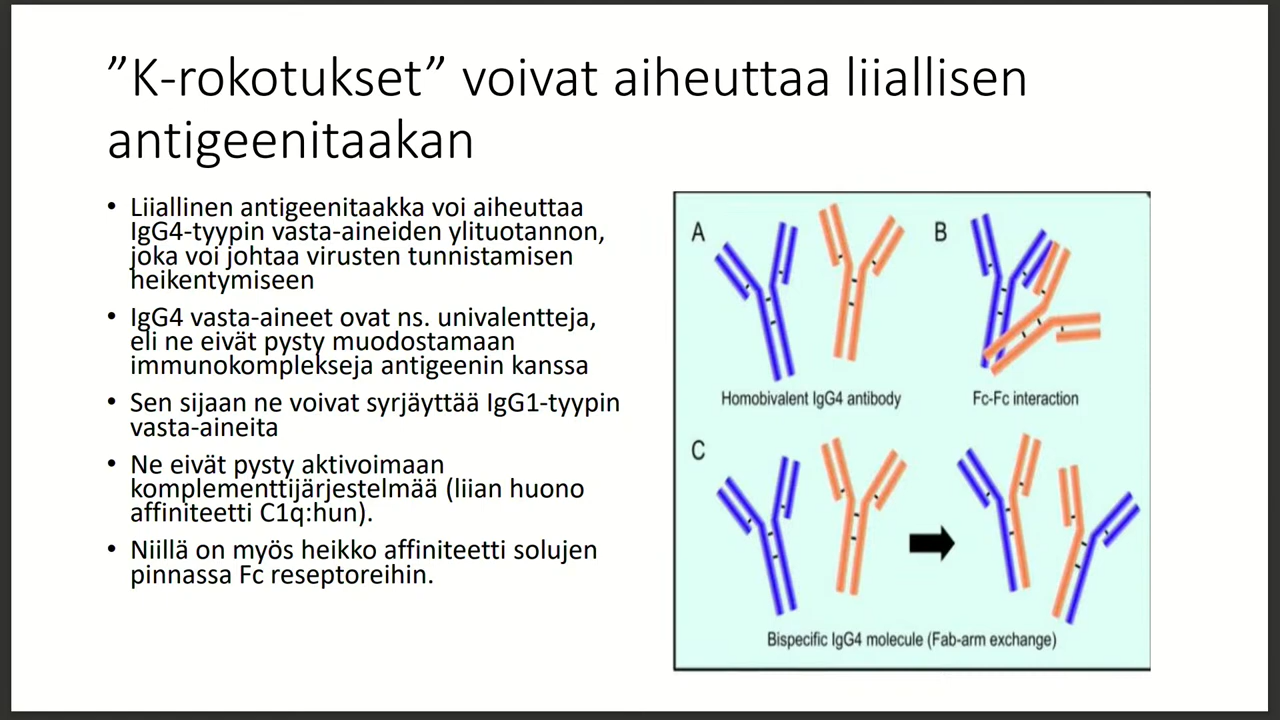 ”K-rokotukset” voivat aiheuttaa liiallisen
antigeenitaakan
• Liiallinen antigeenitaakka voi aiheuttaa
IgG4-tyypin vasta-aineiden ylituotannon,
joka voi johtaa virusten tunnistamisen
heikentymiseen
• IgG4 vasta-aineet ovat ns. univalentteja,
eli ne eivät pysty muodostamaan
immunokomplekseja antigeenin kanssa
• Sen sijaan ne voivat syrjäyttää IgG1-tyypin
vasta-aineita
• Ne eivät pysty aktivoimaan
komplementtijärjestelmää (liian huono
affiniteetti C1q:hun).
• Niillä on myös heikko affiniteetti solujen
pinnassa Fc reseptoreihin.
A
B
Homobivalent IgG4 antibody
Fc-Fc interaction
C
Bispecific IgG4 molecule (Fab-arm exchange)